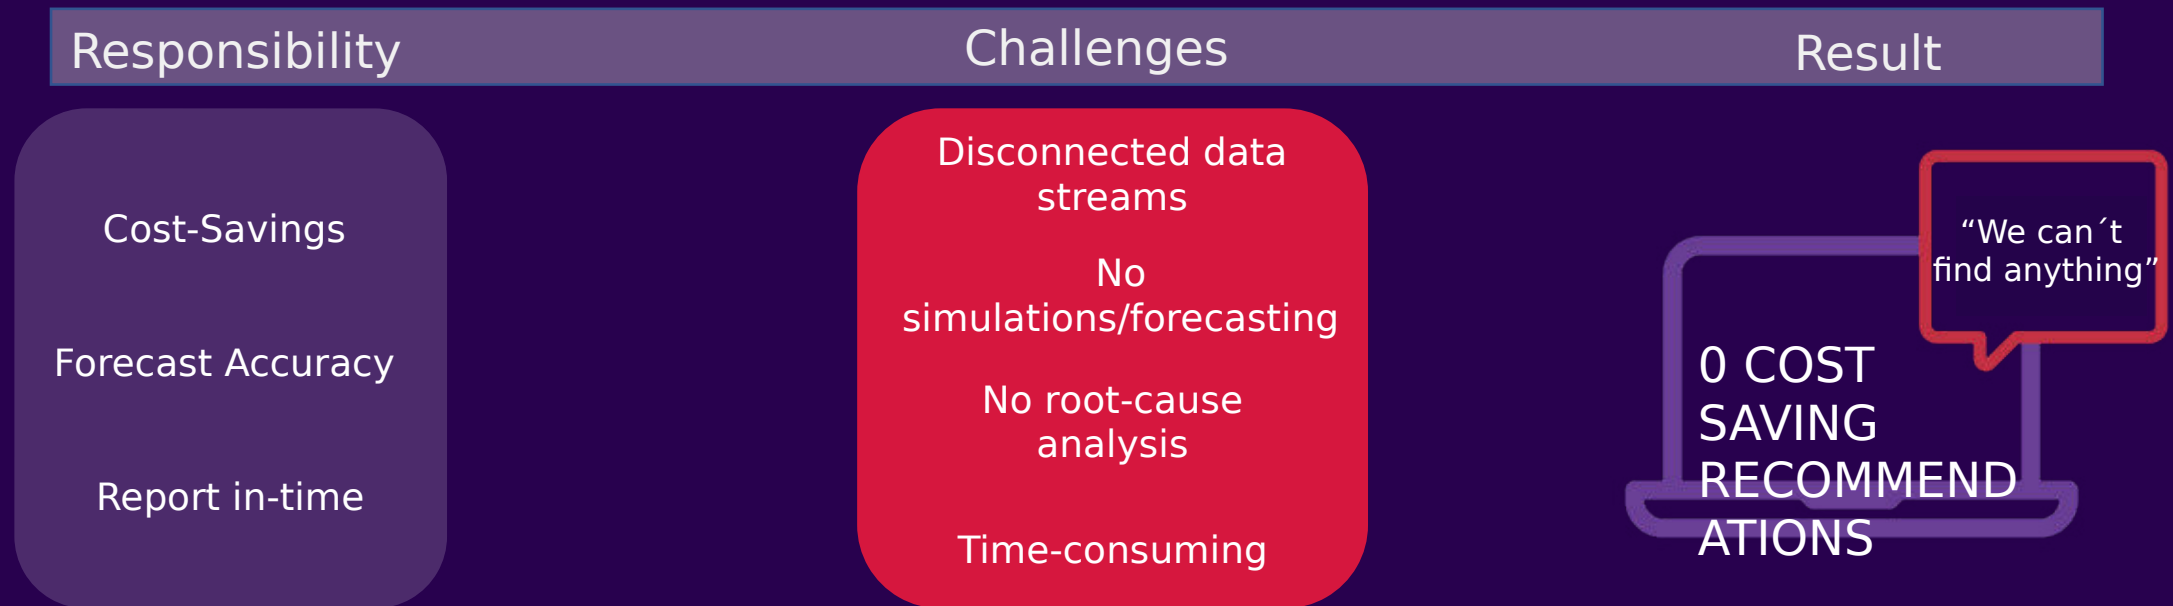 Responsibility
Challenges
Result
Cost-Savings
Forecast Accuracy
Report in-time
Disconnected data
streams
No
simulations/forecasting
No root-cause
analysis
Time-consuming
“We can´t
find anything”
0 COST
SAVING
RECOMMEND
ATIONS